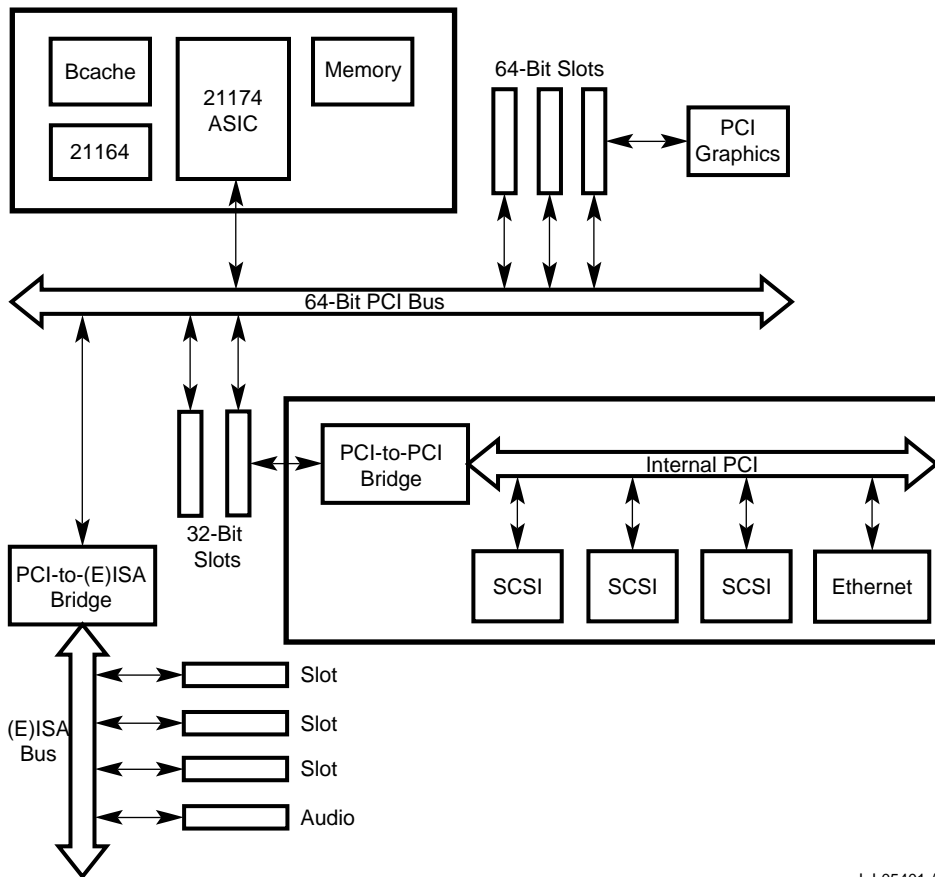 Bcache
21174
ASIC
Memory
21164
64-Bit Slots
PCI
Graphics
64-Bit PCI Bus
PCI-to-PCI
Bridge
Internal PCI
32-Bit
Slots
SCSI
SCSI
SCSI
Ethernet
PCI-to-(E)ISA
Bridge
(E)ISA
Bus
Slot
Slot
Slot
Audio